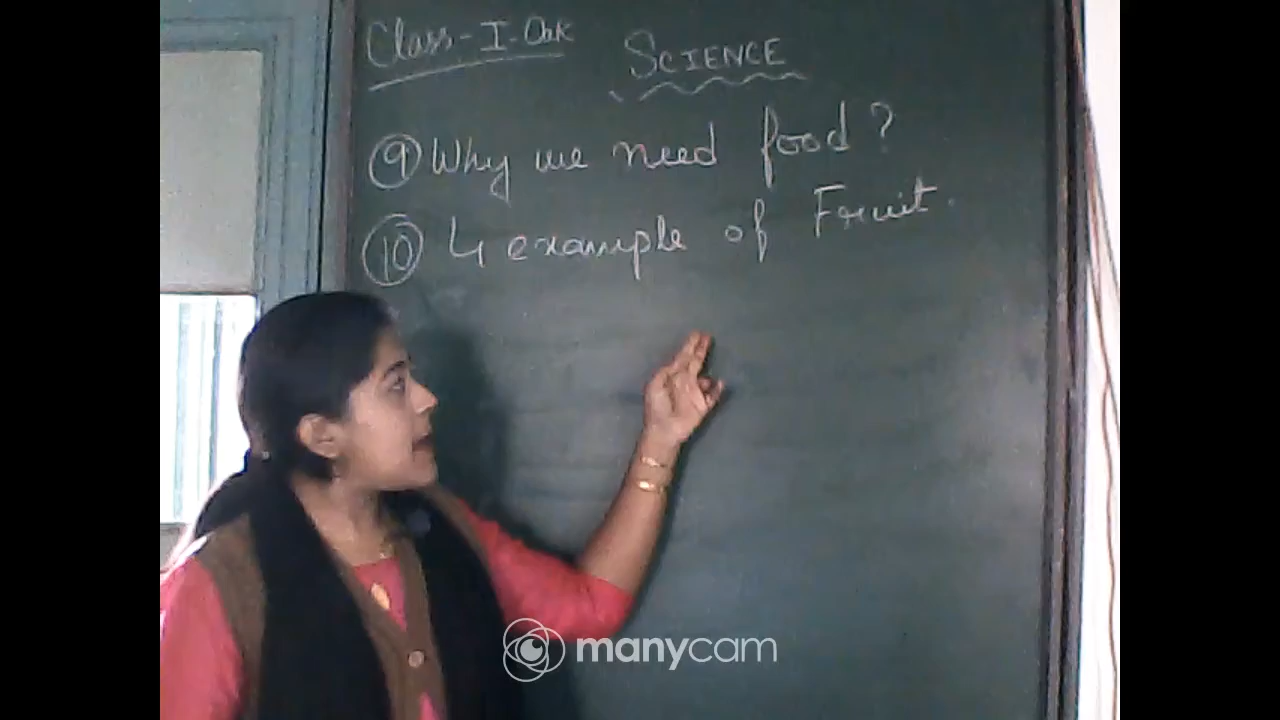 Class-I-Oak
SCIENCE
9 Why we need food?
10 4 example of Fruit.
manycam